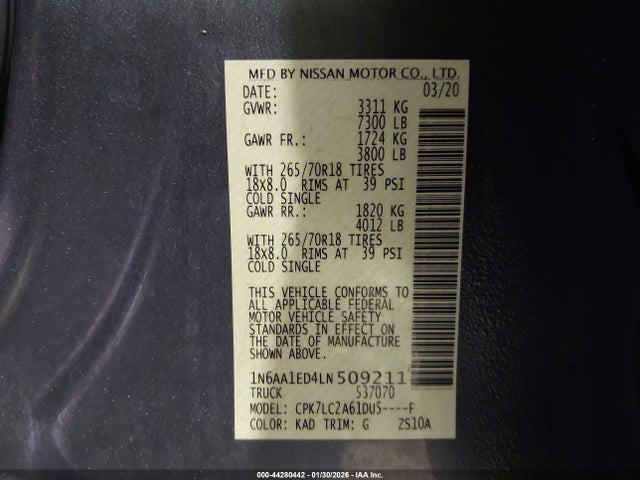 MFD BY NISSAN MOTOR CO., LTD.
DATE: 03/20
GVWR: 3311 KG
7300 LB
GAWR FR.: 1724 KG
3800 LB
WITH 265/70R18 TIRES
18X8.0 RIMS AT 39 PSI
COLD SINGLE
GAWR RR.: 1820 KG
4012 LB
WITH 265/70R18 TIRES
18X8.0 RIMS AT 39 PSI
COLD SINGLE
THIS VEHICLE CONFORMS TO
ALL APPLICABLE FEDERAL
MOTOR VEHICLE SAFETY
STANDARDS IN EFFECT ON
THE DATE OF MANUFACTURE
SHOWN ABOVE.
1N6AA1ED4LN509211
TRUCK 537070
MODEL: CPK7LC2A61DU5----F
COLOR: KAD TRIM: G ZS10A
000-44280442 - 01/30/2026 - IAA Inc.